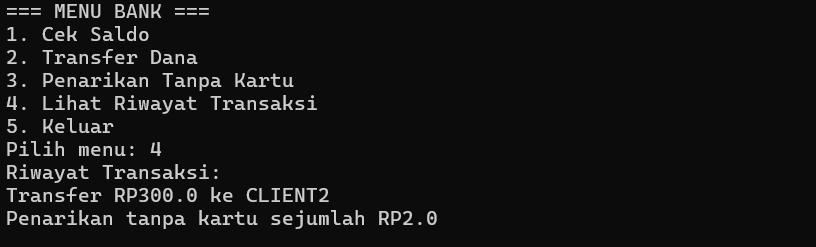 === MENU BANK ===
1. Cek Saldo
2. Transfer Dana
3. Penarikan Tanpa Kartu
4. Lihat Riwayat Transaksi
5. Keluar
Pilih menu: 4
Riwayat Transaksi:
Transfer RP300.0 ke CLIENT2
Penarikan tanpa kartu sejumlah RP2.0